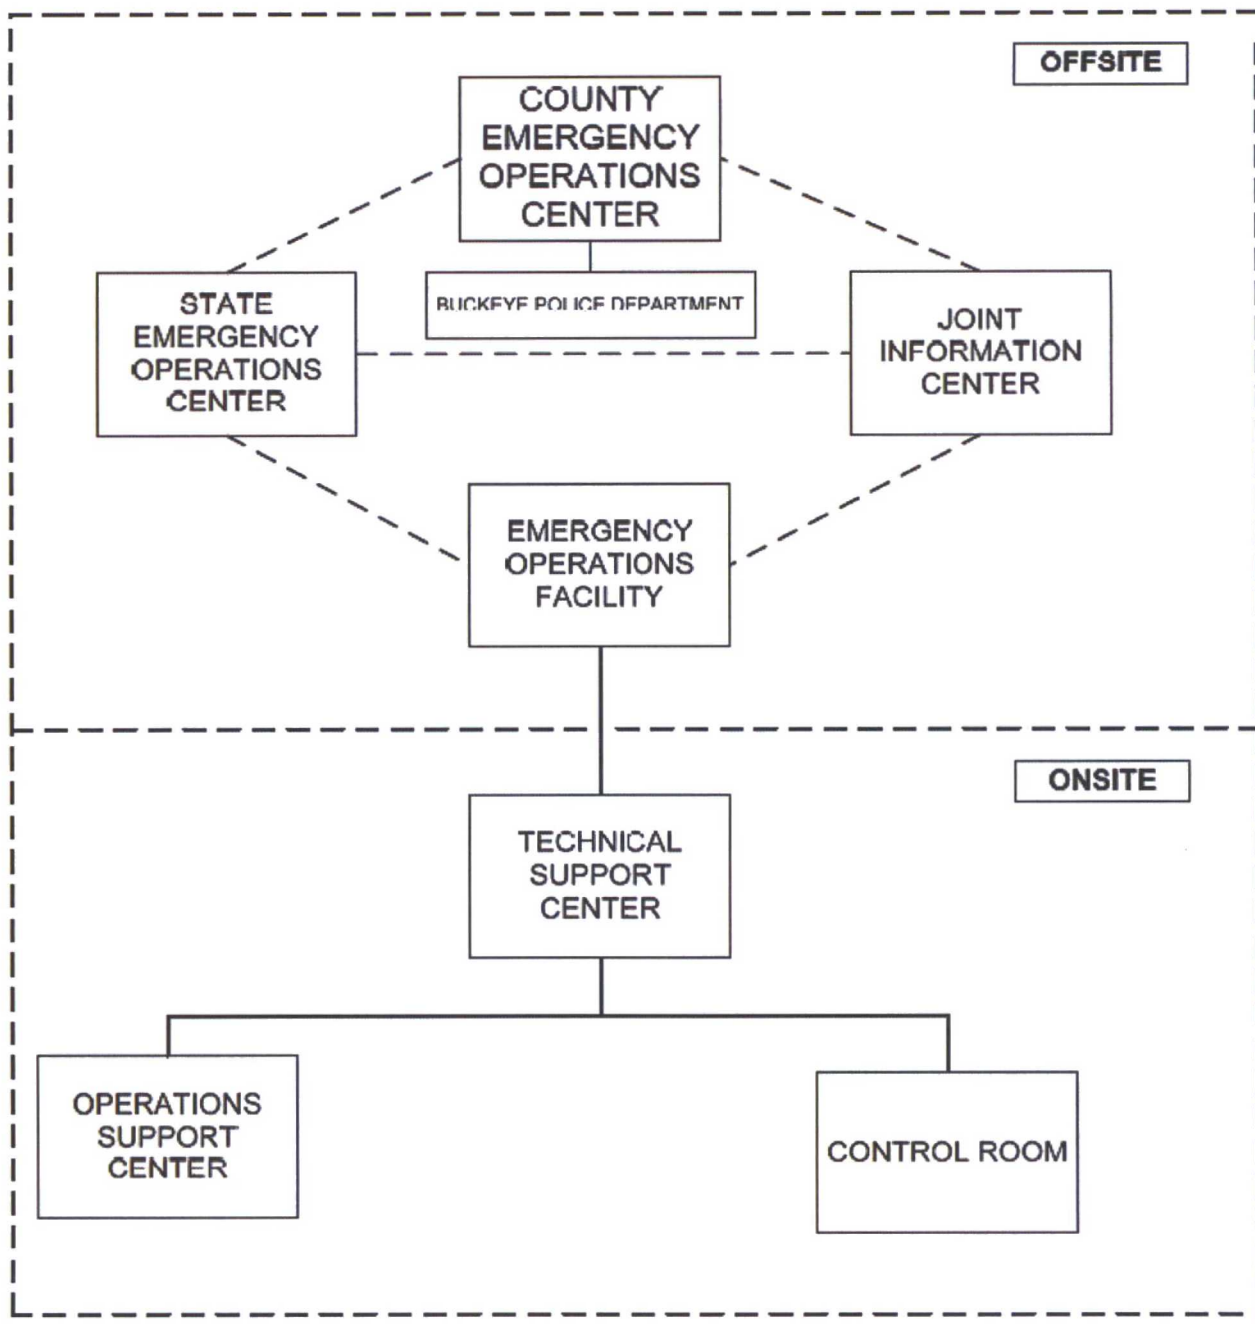 OFFSITE
COUNTY
EMERGENCY
OPERATIONS
CENTER
BUCKEYE POLICE DEPARTMENT
STATE
EMERGENCY
OPERATIONS
CENTER
JOINT
INFORMATION
CENTER
EMERGENCY
OPERATIONS
FACILITY
ONSITE
TECHNICAL
SUPPORT
CENTER
OPERATIONS
SUPPORT
CENTER
CONTROL ROOM